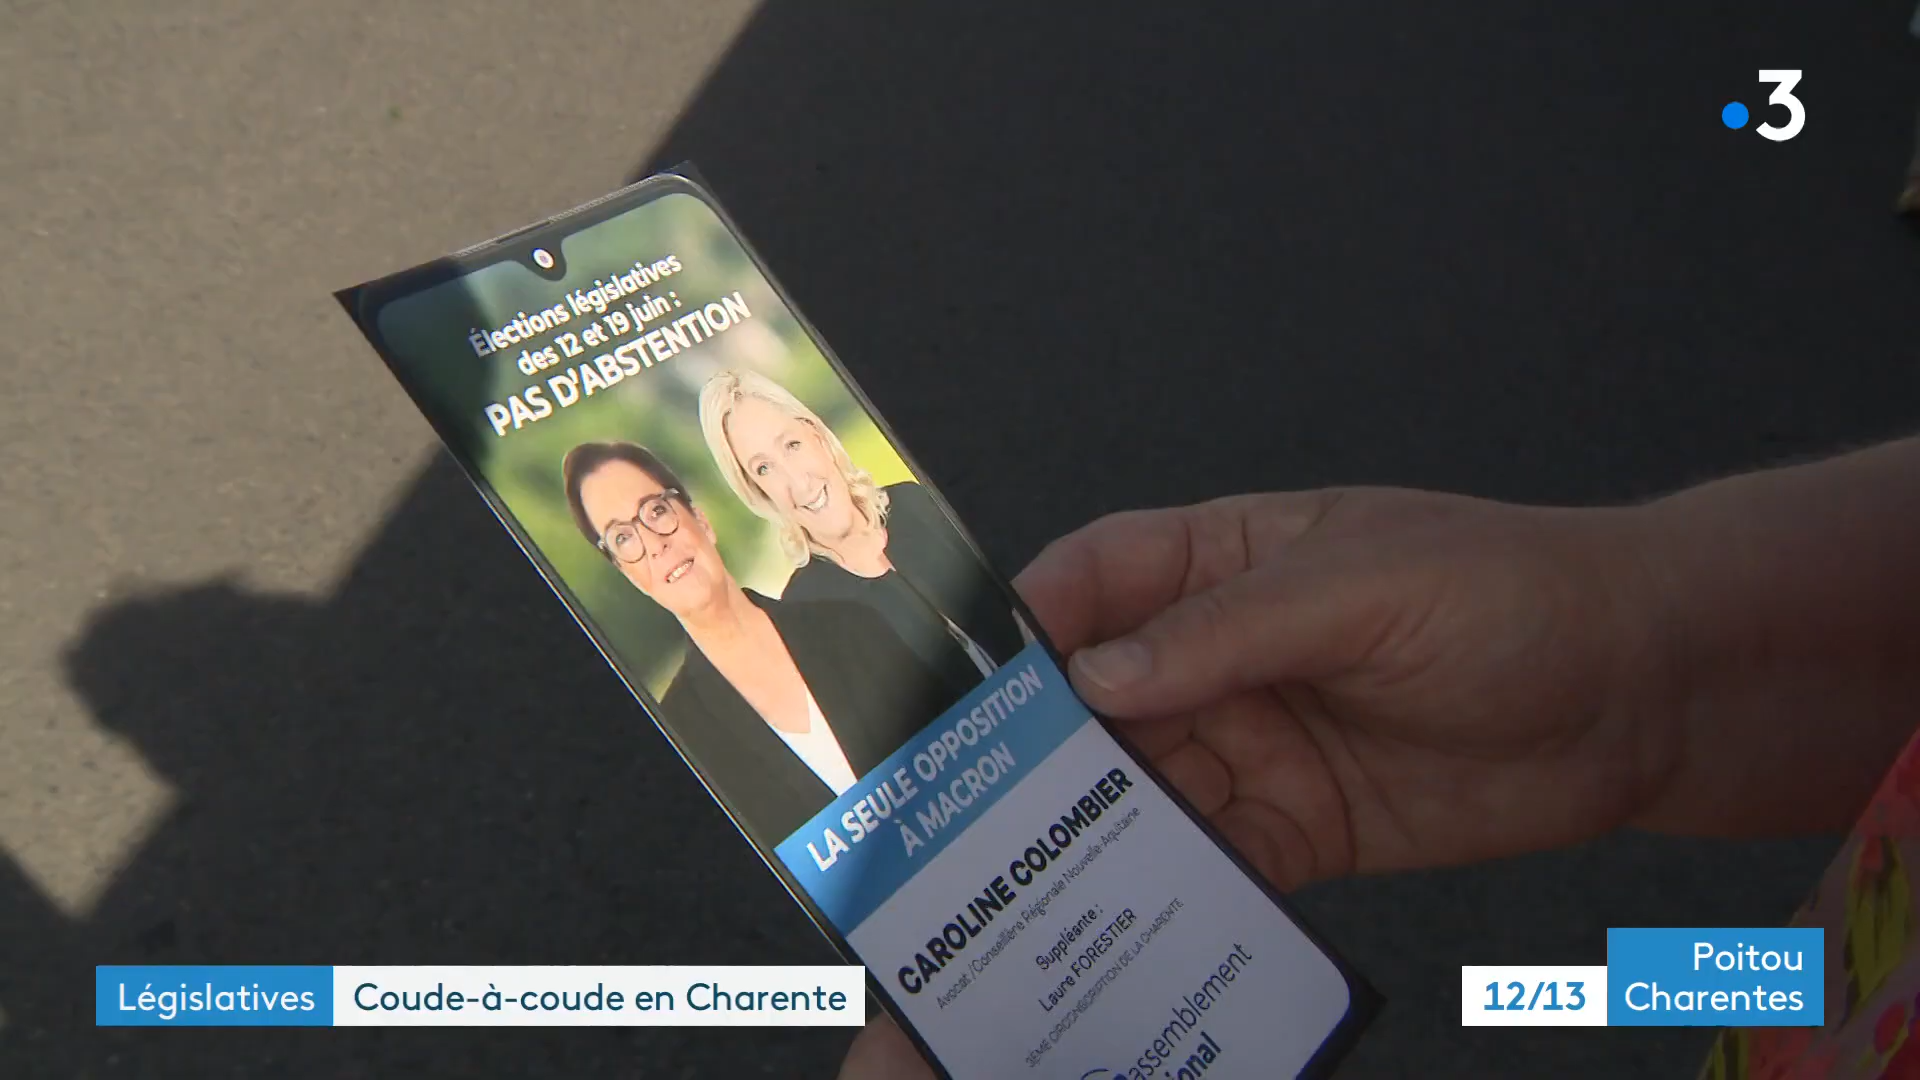 3
Élections législatives
des 12 et 19 juin :
PAS D'ABSTENTION
LA SEULE OPPOSITION
À MACRON
CAROLINE COLOMBIER
Avocat / Conseillère Régionale Nouvelle-Aquitaine
Suppléante :
Laure FORESTIER
3ÈME CIRCONSCRIPTION DE LA CHARENTE
Rassemblement
ional
Législatives
Coude-à-coude en Charente
12/13
Poitou
Charentes